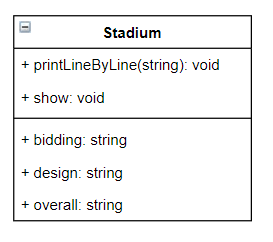 Stadium
+ printLineByLine(string): void
+ show: void
+ bidding: string
+ design: string
+ overall: string